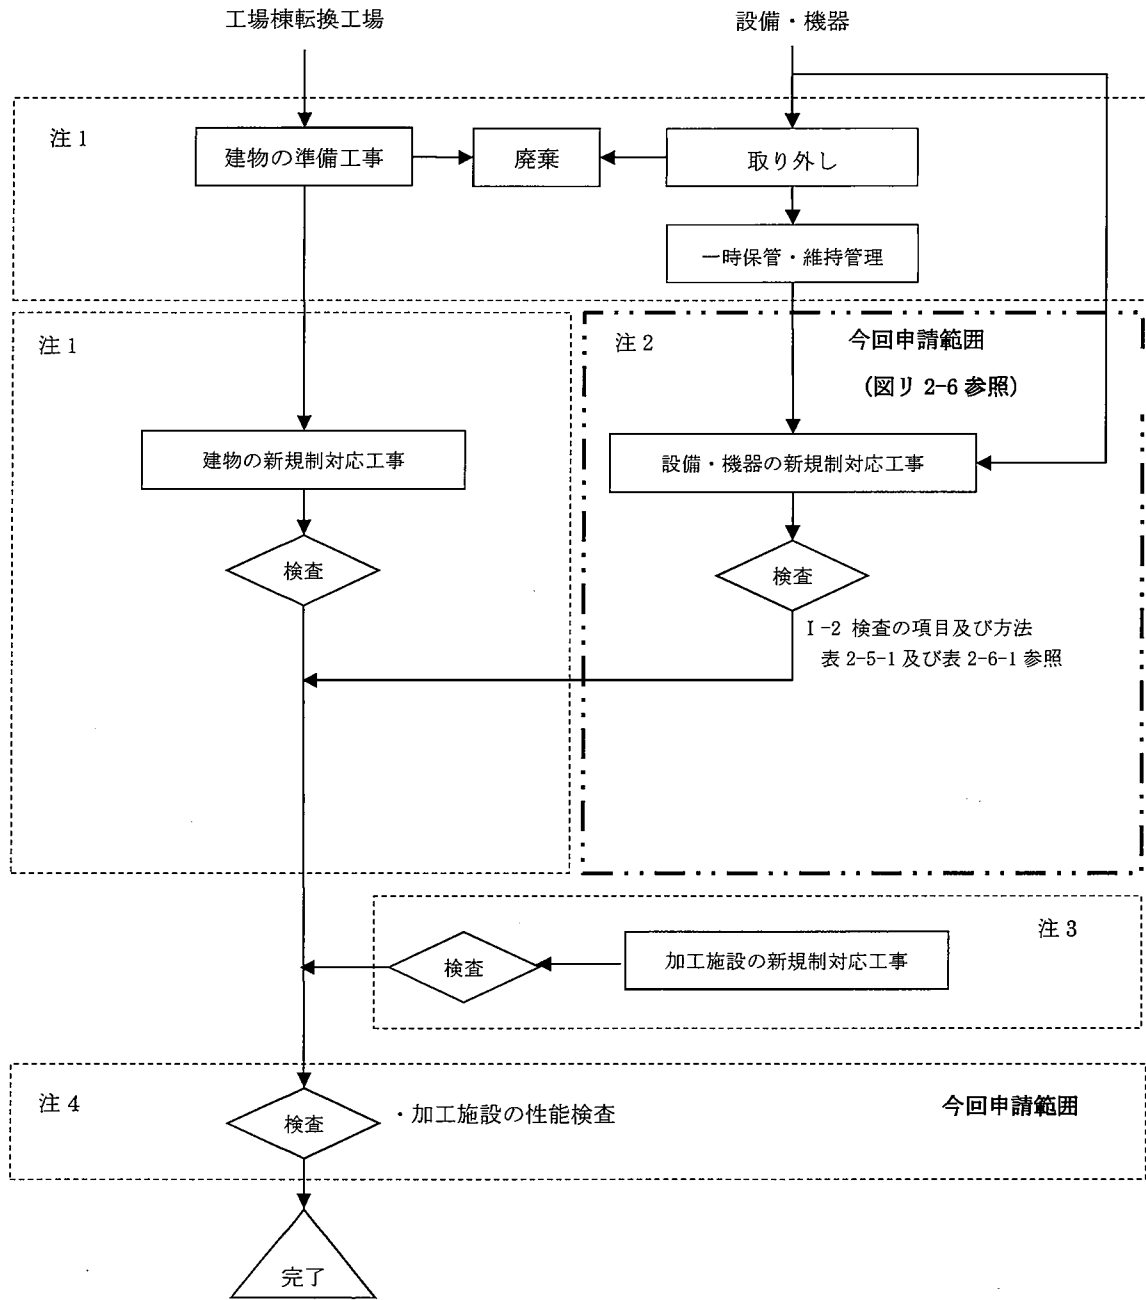 工場棟転換工場
設備・機器
注 1
建物の準備工事
廃棄
取り外し
一時保管・維持管理
注 1
注 2
今回申請範囲
(図リ 2-6 参照)
建物の新規制対応工事
設備・機器の新規制対応工事
検査
検査
Ⅰ-2 検査の項目及び方法
表 2-5-1 及び表 2-6-1 参照
注 3
検査
加工施設の新規制対応工事
注 4
検査
・加工施設の性能検査
今回申請範囲
完了